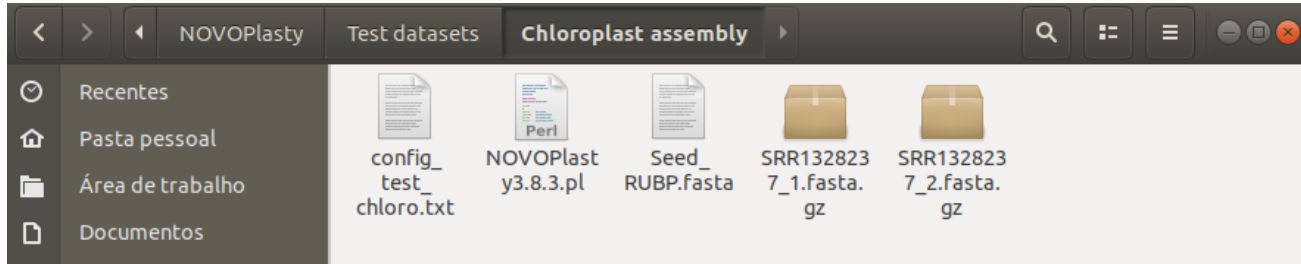 NOVOPlasty Test datasets Chloroplast assembly
Recentes
Pasta pessoal
Área de trabalho
Documentos
config_
test_
chloro.txt
Perl
NOVOPlast
y3.8.3.pl
Seed_
RUBP.fasta
SRR132823
7_1.fasta.
gz
SRR132823
7_2.fasta.
gz